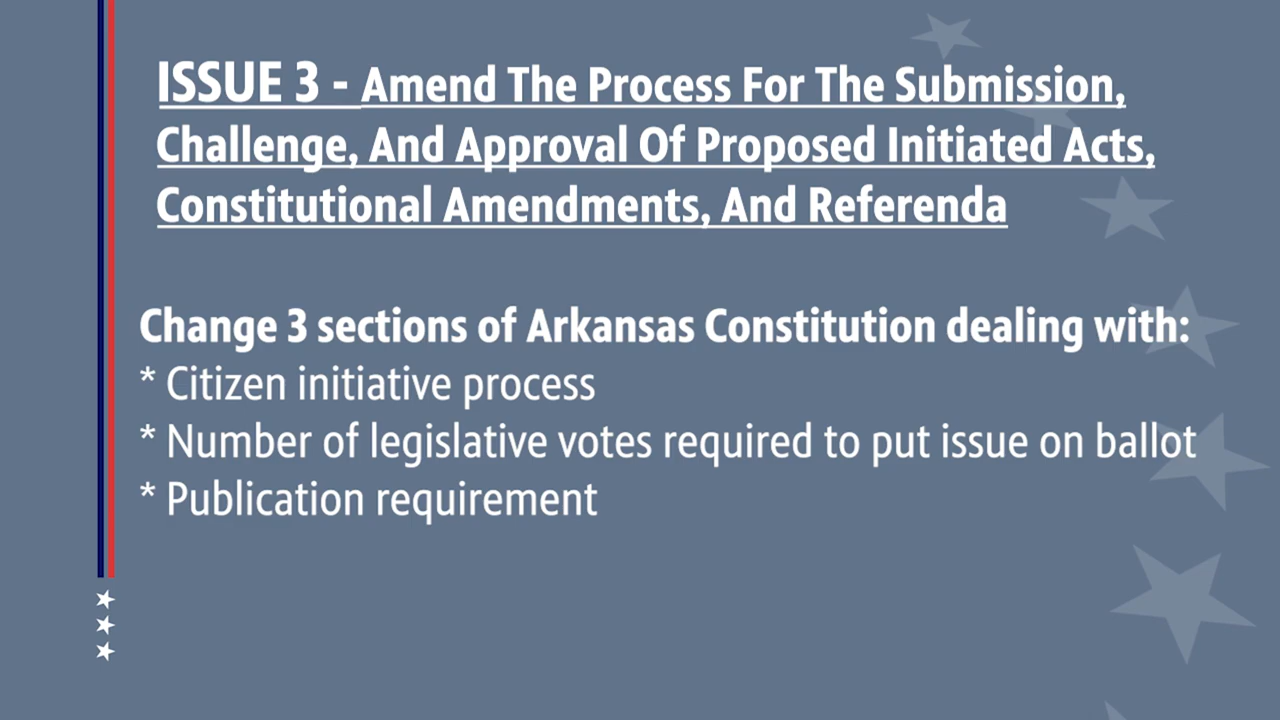 ISSUE 3 - Amend The Process For The Submission,
Challenge, And Approval Of Proposed Initiated Acts,
Constitutional Amendments, And Referenda
Change 3 sections of Arkansas Constitution dealing with:
* Citizen initiative process
* Number of legislative votes required to put issue on ballot
* Publication requirement